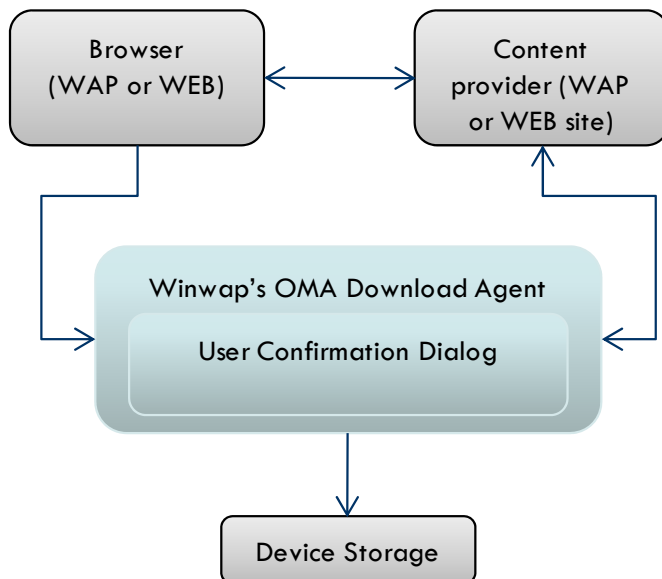 Browser
(WAP or WEB)
Content
provider (WAP
or WEB site)
Winwap’s OMA Download Agent
User Confirmation Dialog
Device Storage